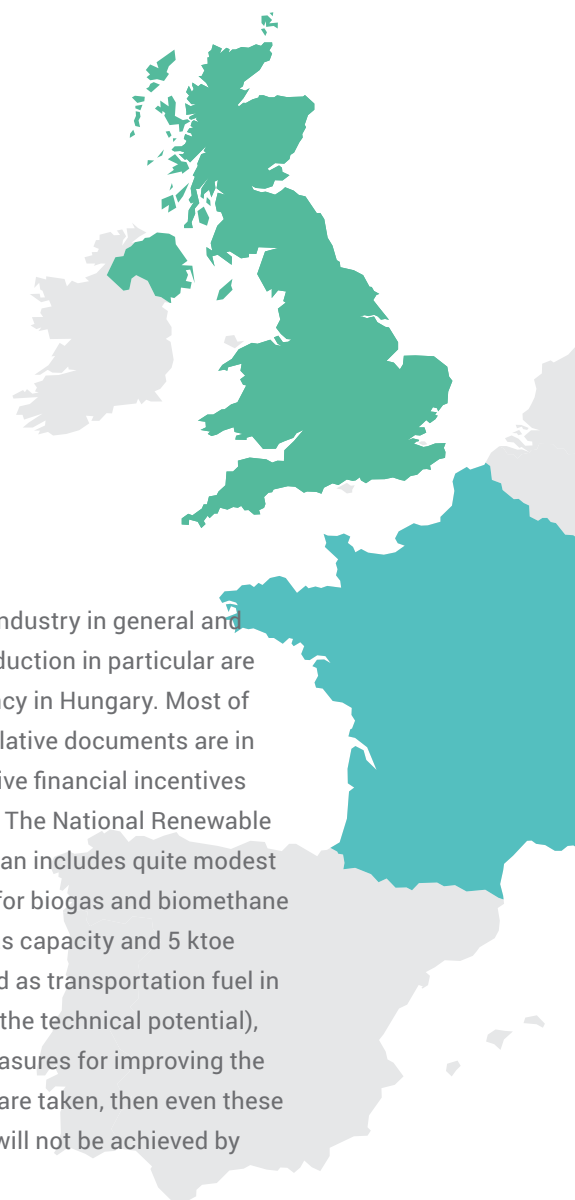 ndustry in general and
duction in particular are
cy in Hungary. Most of
lative documents are in
ive financial incentives
The National Renewable
an includes quite modest
for biogas and biomethane
s capacity and 5 ktoe
d as transportation fuel in
the technical potential),
asures for improving the
are taken, then even these
will not be achieved by